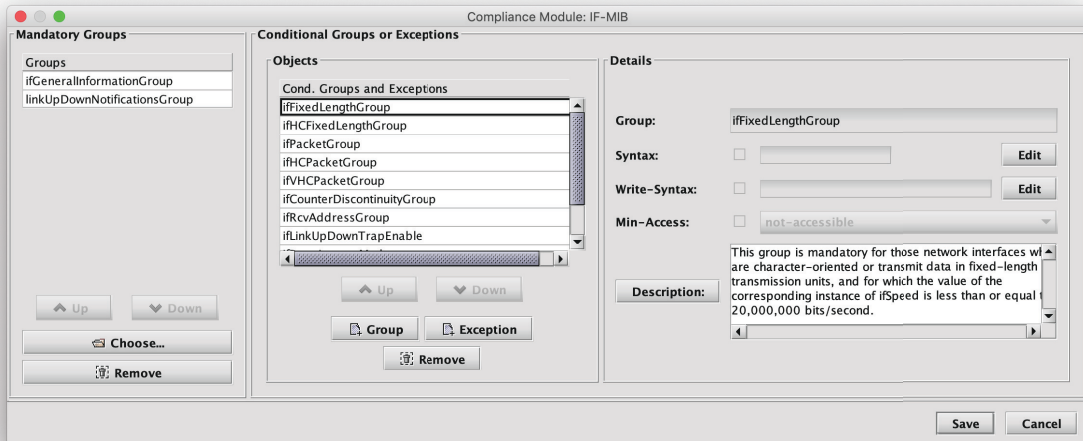 Compliance Module: IF-MIB
Mandatory Groups
Groups
ifGeneralInformationGroup
linkUpDownNotificationsGroup
Up
Down
Choose...
Remove
Conditional Groups or Exceptions
Objects
Cond. Groups and Exceptions
ifFixedLengthGroup
ifHCFixedLengthGroup
ifPacketGroup
ifHCPacketGroup
ifVHCPacketGroup
ifCounterDiscontinuityGroup
ifRcvAddressGroup
ifLinkUpDownTrapEnable
Up
Down
Group
Exception
Remove
Details
Group:
ifFixedLengthGroup
Syntax:
Edit
Write-Syntax:
Edit
Min-Access:
not-accessible
Description:
This group is mandatory for those network interfaces
are character-oriented or transmit data in fixed-length
transmission units, and for which the value of the
corresponding instance of ifSpeed is less than or equal
20,000,000 bits/second.
Save
Cancel